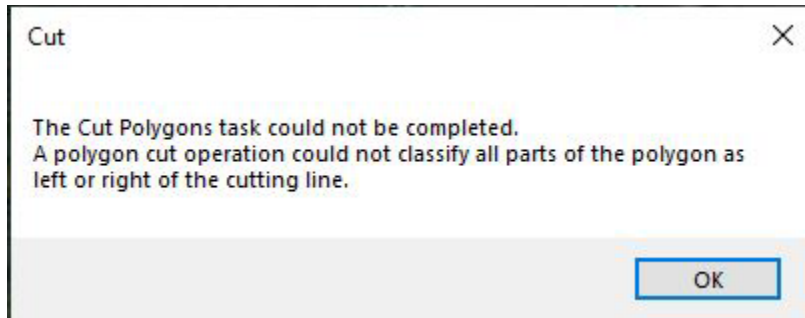 Cut
The Cut Polygons task could not be completed.
A polygon cut operation could not classify all parts of the polygon as
left or right of the cutting line.
OK